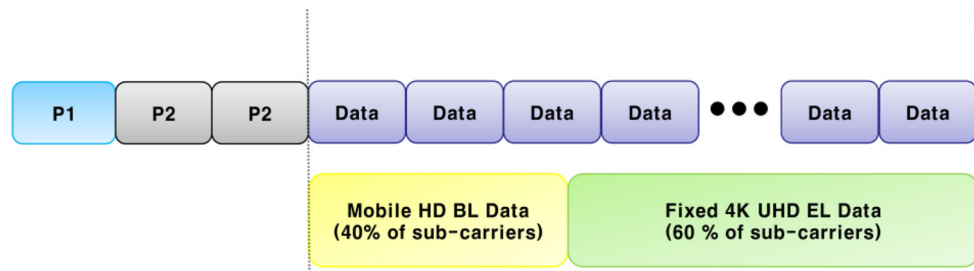 P1 P2 P2 Data Data Data Data ●●● Data Data
Mobile HD BL Data
(40% of sub-carriers)
Fixed 4K UHD EL Data
(60 % of sub-carriers)